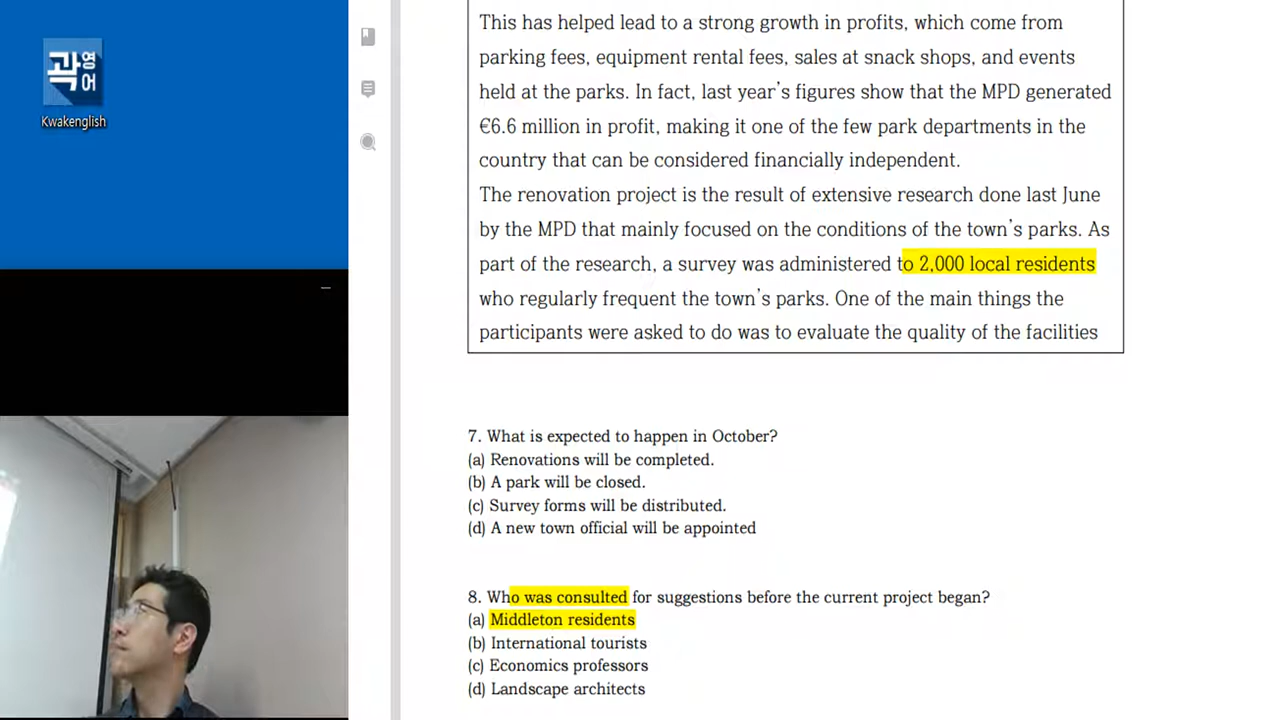 곽영어
Kwakenglish
This has helped lead to a strong growth in profits, which come from
parking fees, equipment rental fees, sales at snack shops, and events
held at the parks. In fact, last year's figures show that the MPD generated
€6.6 million in profit, making it one of the few park departments in the
country that can be considered financially independent.
The renovation project is the result of extensive research done last June
by the MPD that mainly focused on the conditions of the town's parks. As
part of the research, a survey was administered to 2,000 local residents
who regularly frequent the town's parks. One of the main things the
participants were asked to do was to evaluate the quality of the facilities
7. What is expected to happen in October?
(a) Renovations will be completed.
(b) A park will be closed.
(c) Survey forms will be distributed.
(d) A new town official will be appointed
8. Who was consulted for suggestions before the current project began?
(a) Middleton residents
(b) International tourists
(c) Economics professors
(d) Landscape architects